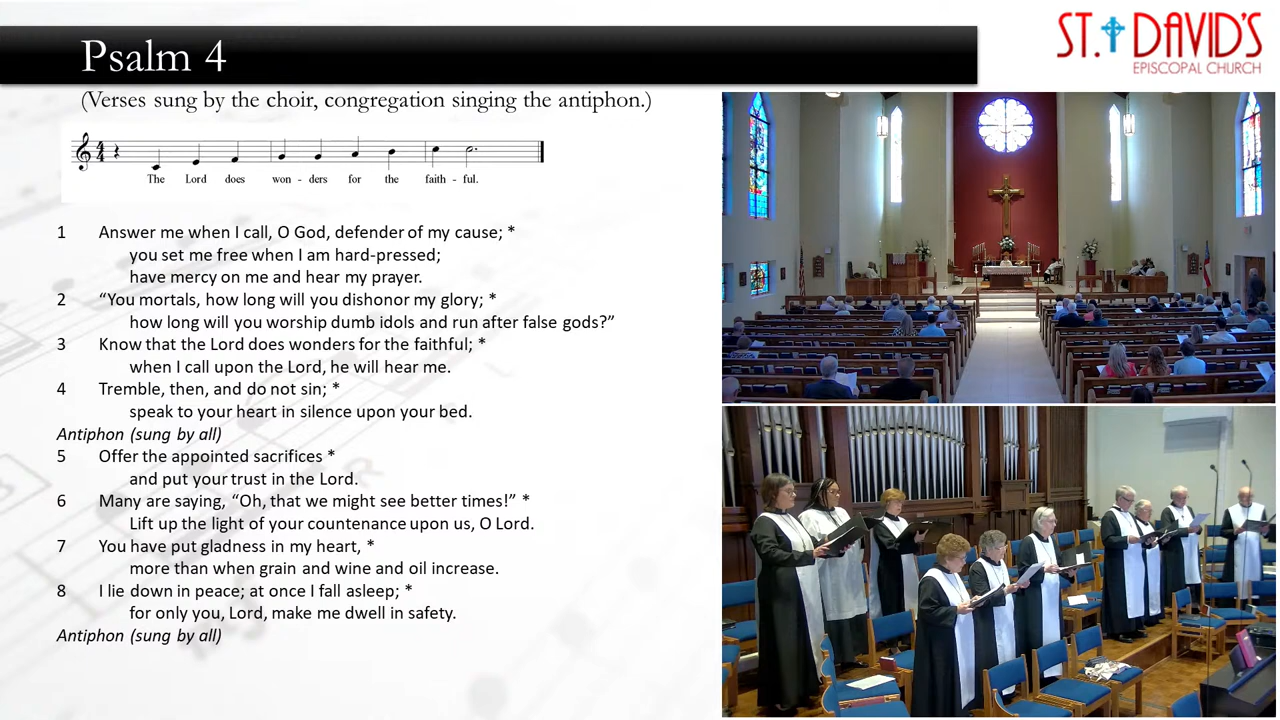 Psalm 4
ST. DAVID'S
EPISCOPAL CHURCH
(Verses sung by the choir, congregation singing the antiphon.)
The Lord does won - ders for the faith - ful.
1 Answer me when I call, O God, defender of my cause; *
you set me free when I am hard-pressed;
have mercy on me and hear my prayer.
2 “You mortals, how long will you dishonor my glory; *
how long will you worship dumb idols and run after false gods?”
3 Know that the Lord does wonders for the faithful; *
when I call upon the Lord, he will hear me.
4 Tremble, then, and do not sin; *
speak to your heart in silence upon your bed.
Antiphon (sung by all)
5 Offer the appointed sacrifices *
and put your trust in the Lord.
6 Many are saying, “Oh, that we might see better times!” *
Lift up the light of your countenance upon us, O Lord.
7 You have put gladness in my heart, *
more than when grain and wine and oil increase.
8 I lie down in peace; at once I fall asleep; *
for only you, Lord, make me dwell in safety.
Antiphon (sung by all)